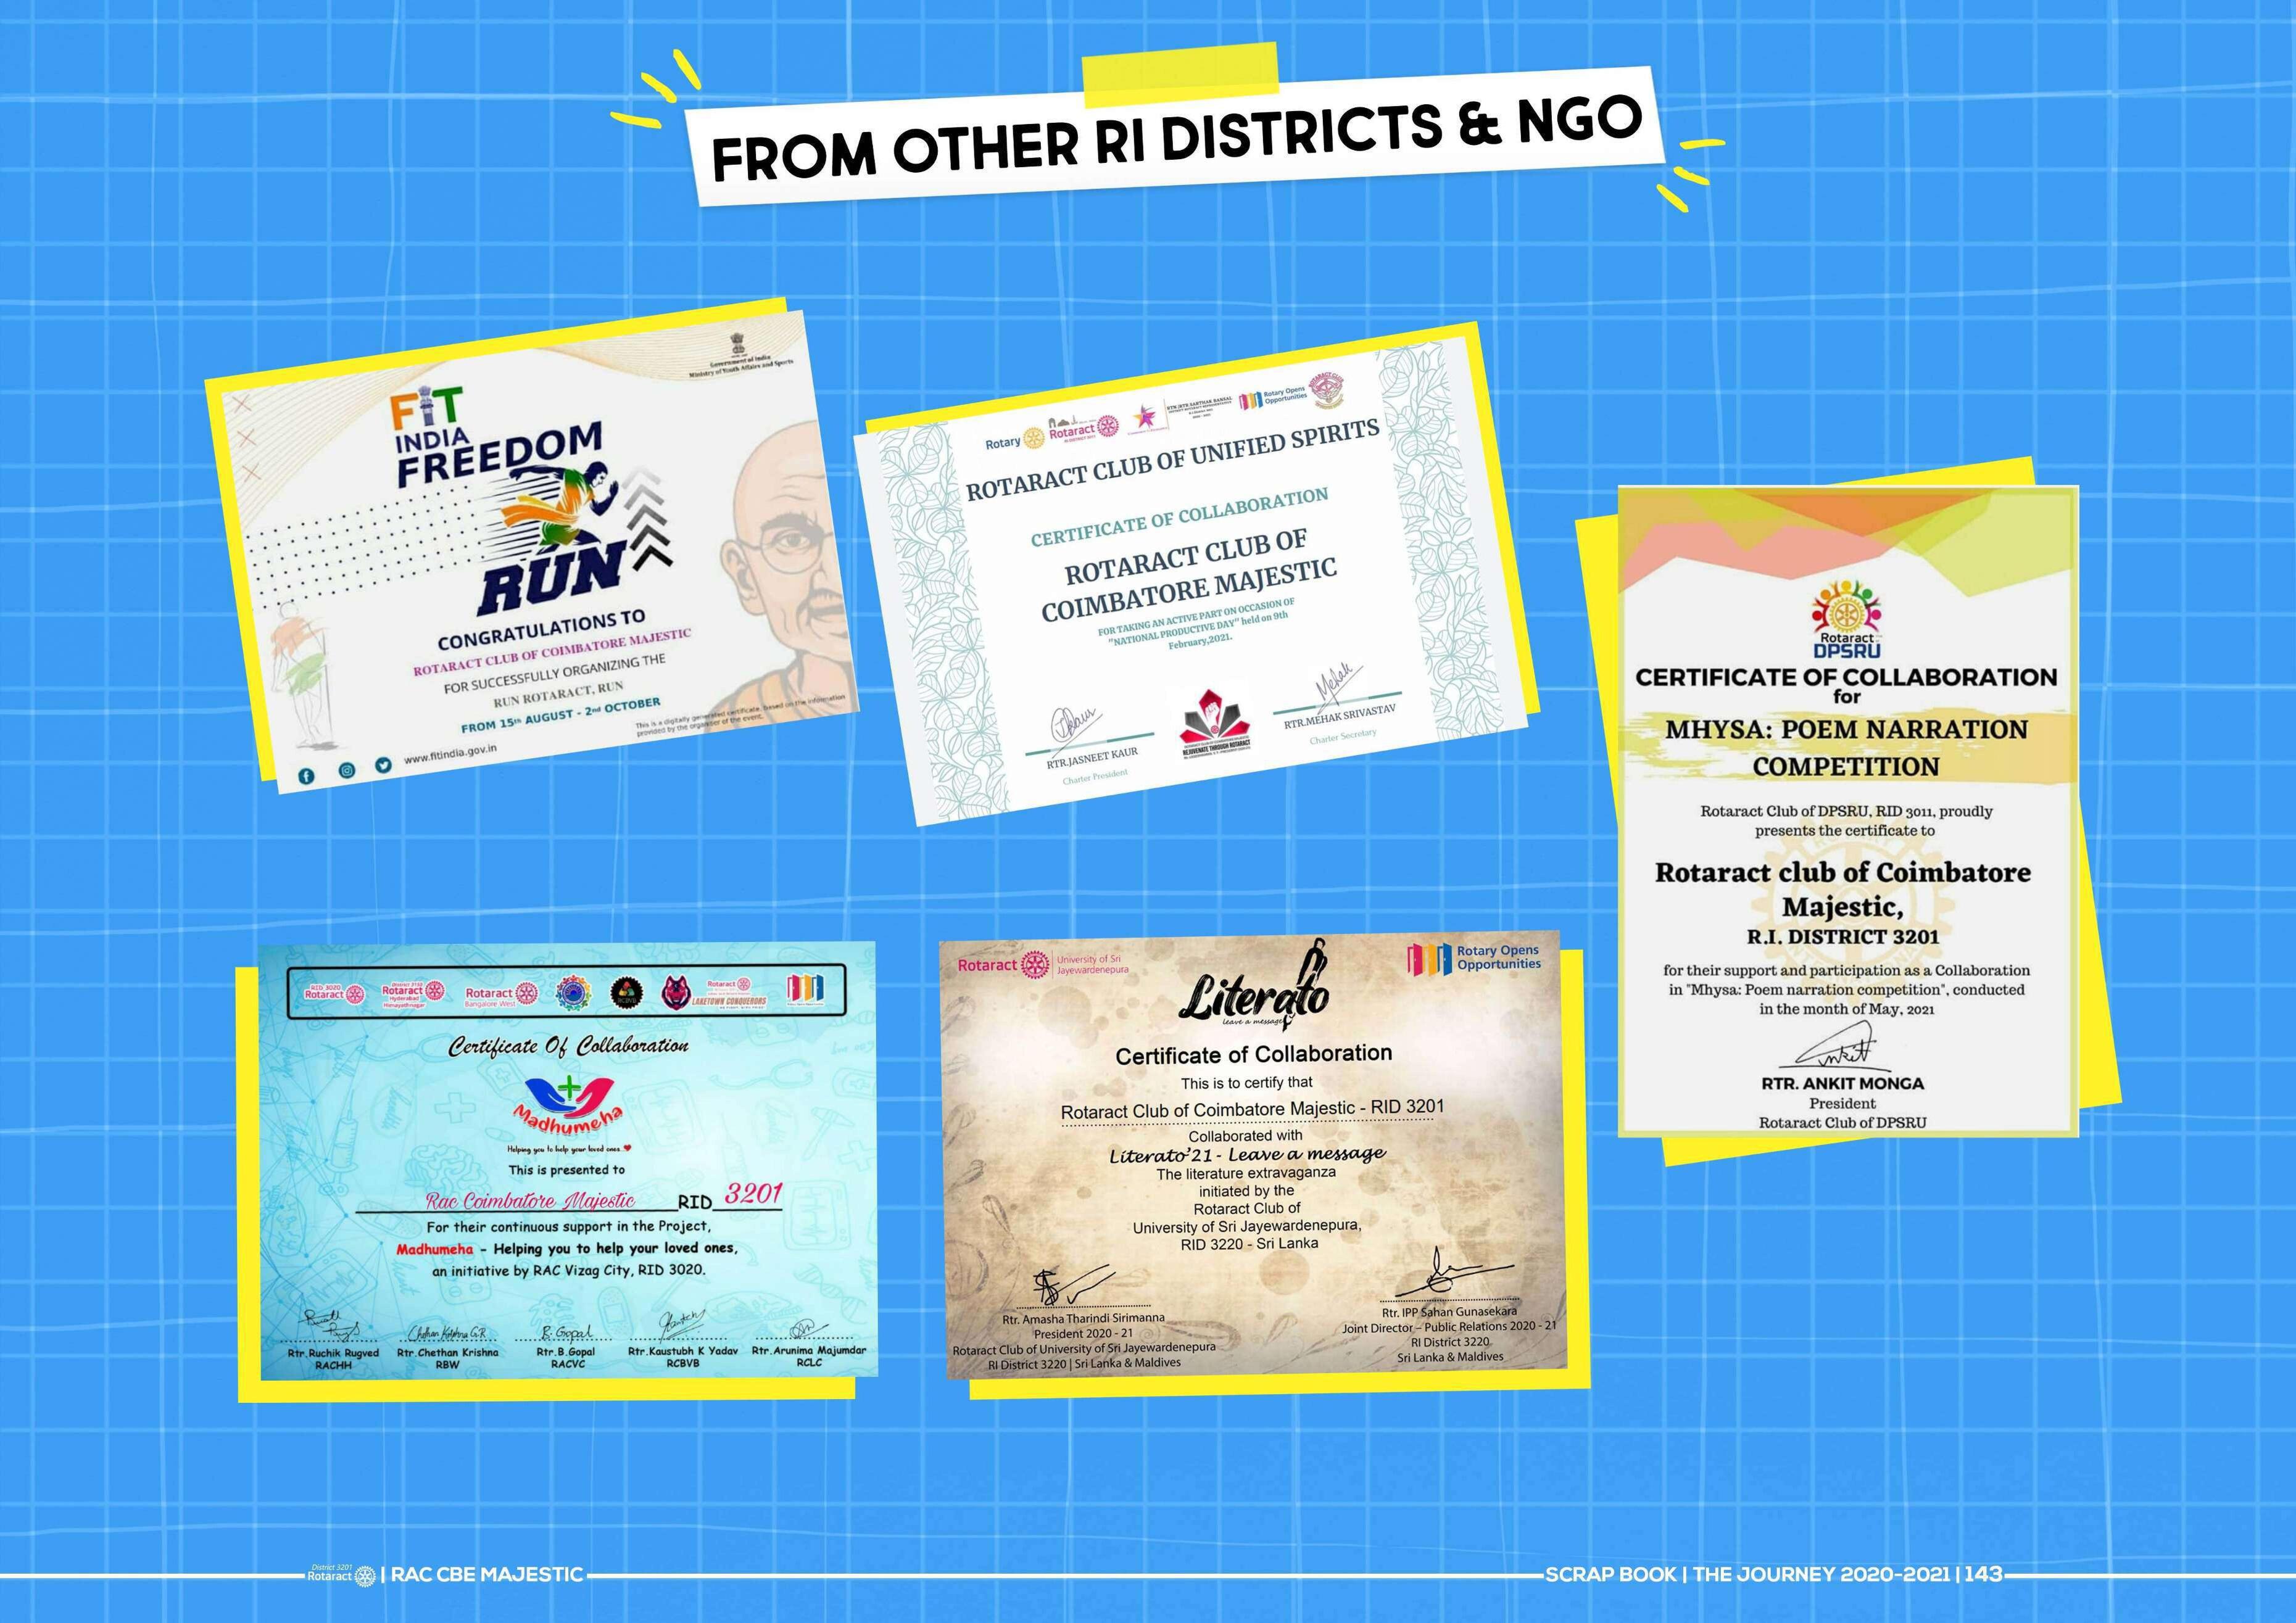 FROM OTHER RI DISTRICTS & NGO
Government of India
Ministry of Youth Affairs and Sports
FIT
INDIA
FREEDOM
RUN
CONGRATULATIONS TO
ROTARACT CLUB OF COIMBATORE MAJESTIC
FOR SUCCESSFULLY ORGANIZING THE
RUN ROTARACT, RUN
FROM 15th AUGUST - 2nd OCTOBER
This is a digitally generated certificate, based on the information
provided by the organiser of the event.
www.fitindia.gov.in
Rotary
Rotaract
Rotary Opens
Opportunities
ROTARACT CLUB OF UNIFIED SPIRITS
CERTIFICATE OF COLLABORATION
ROTARACT CLUB OF
COIMBATORE MAJESTIC
FOR TAKING AN ACTIVE PART ON OCCASION OF
"NATIONAL PRODUCTIVE DAY" held on 9th
February,2021.
Mehak
RTR.JASNEET KAUR
Charter President
REJUVENATE THROUGH ROTARACT
RTR.MEHAK SRIVASTAV
Charter Secretary
Rotaract
DPSRU
CERTIFICATE OF COLLABORATION
for
MHYSA: POEM NARRATION
COMPETITION
Rotaract Club of DPSRU, RID 3011, proudly
presents the certificate to
Rotaract club of Coimbatore
Majestic,
R.I. DISTRICT 3201
for their support and participation as a Collaboration
in "Mhysa: Poem narration competition", conducted
in the month of May, 2021
Ankit
RTR. ANKIT MONGA
President
Rotaract Club of DPSRU
RID 3020
Rotaract
District 3150
Rotaract
Hyderabad
Himayathnagar
Rotaract
Bangalore West
Rotaract
LAKETOWN CONQUERORS
Certificate Of Collaboration
Madhumeha
Helping you to help your loved ones
This is presented to
Rac Coimbatore Majestic RID 3201
For their continuous support in the Project,
Madhumeha - Helping you to help your loved ones,
an initiative by RAC Vizag City, RID 3020.
Chethan Krishna G.R
B. Gopal
Rtr.Ruchik Rugved
RACHH
Rtr.Chethan Krishna
RBW
Rtr.B.Gopal
RACVC
Rtr.Kaustubh K Yadav
RCBVB
Rtr.Arunima Majumdar
RCLC
Rotaract
University of Sri
Jayewardenepura
Literato
leave a message
Rotary Opens
Opportunities
Certificate of Collaboration
This is to certify that
Rotaract Club of Coimbatore Majestic - RID 3201
Collaborated with
Literato'21 - Leave a message
The literature extravaganza
initiated by the
Rotaract Club of
University of Sri Jayewardenepura,
RID 3220 - Sri Lanka
Rtr. Amasha Tharindi Sirimanna
President 2020 - 21
Rotaract Club of University of Sri Jayewardenepura
RI District 3220 | Sri Lanka & Maldives
Rtr. IPP Sahan Gunasekara
Joint Director – Public Relations 2020 - 21
RI District 3220
Sri Lanka & Maldives
District 3201
Rotaract | RAC CBE MAJESTIC
SCRAP BOOK | THE JOURNEY 2020-2021 | 143